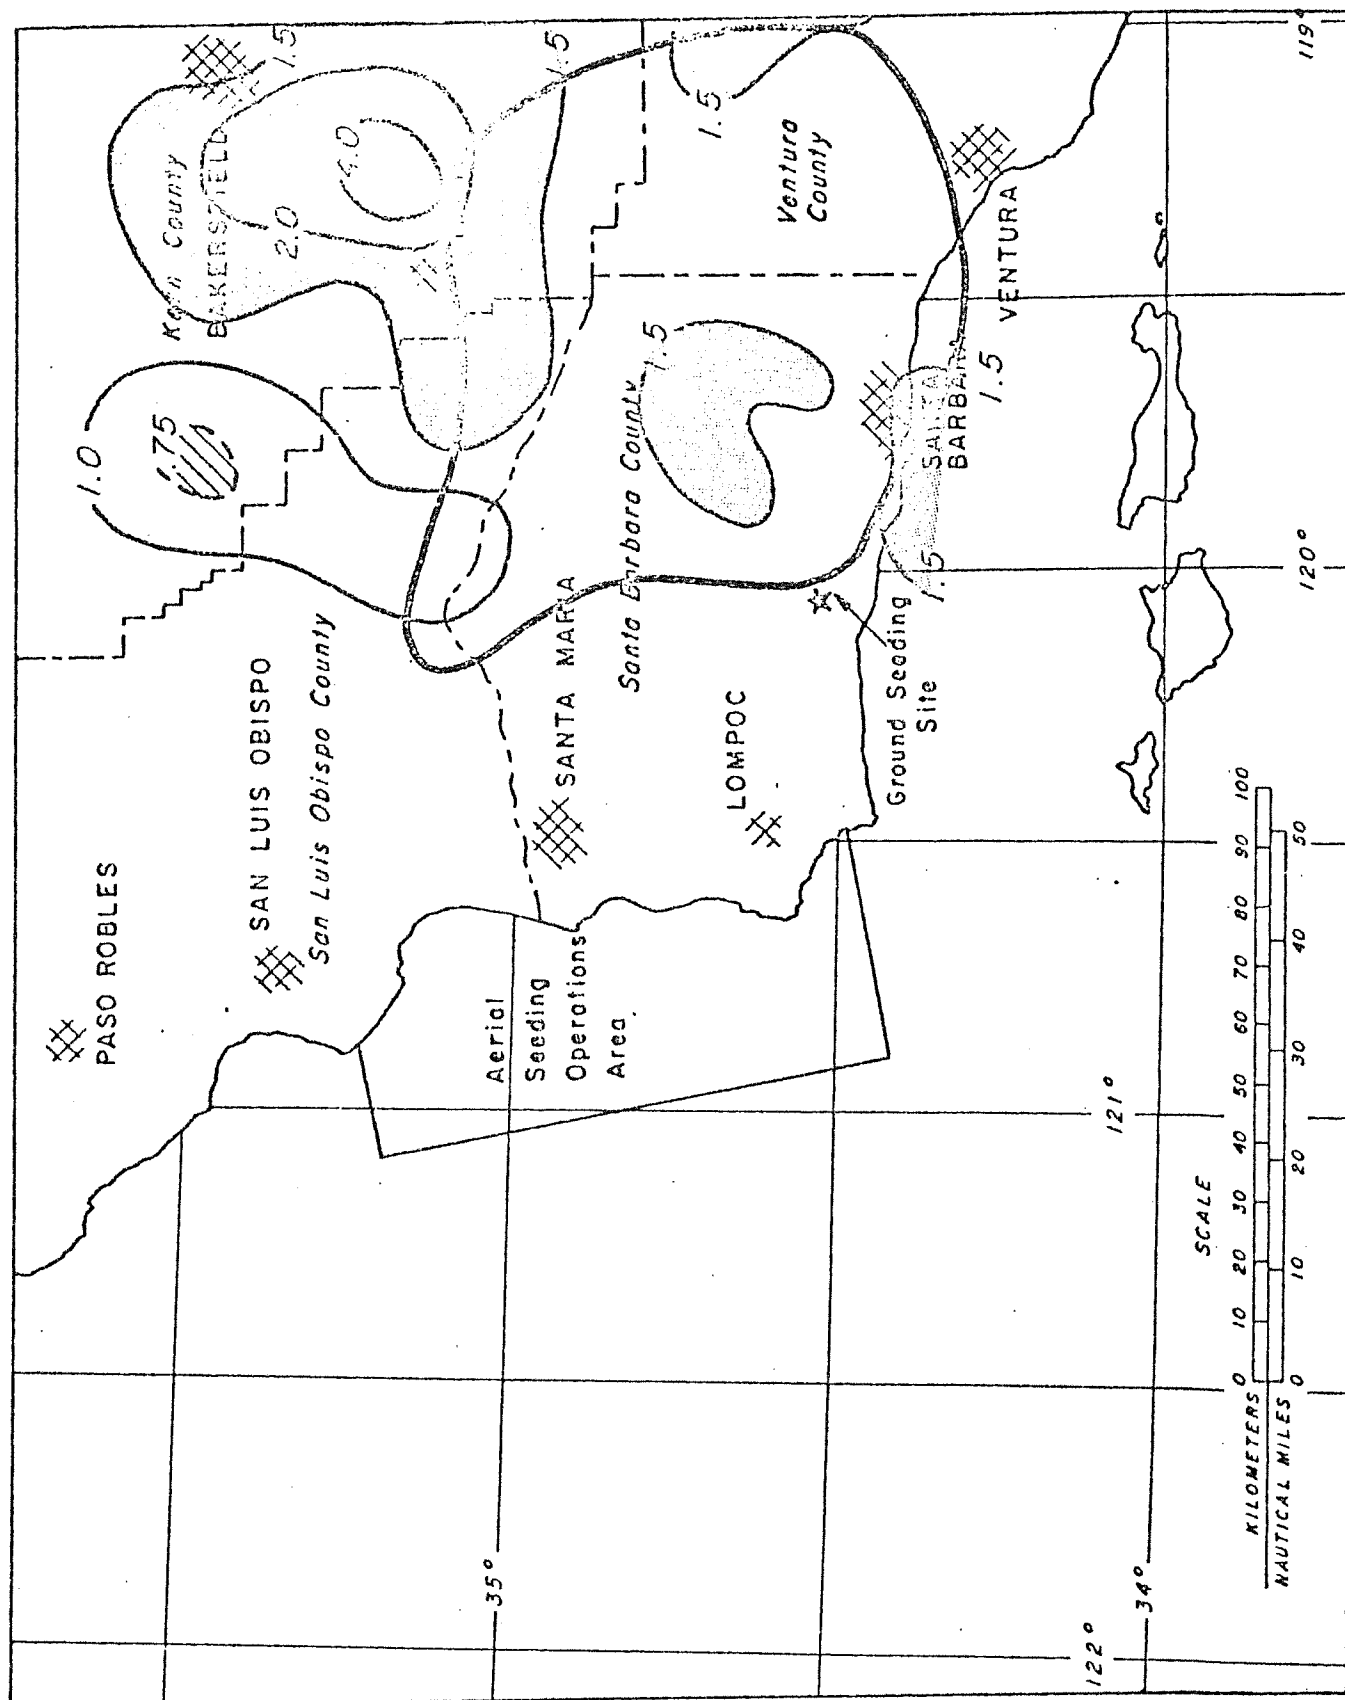 PASO ROBLES
SAN LUIS OBISPO
San Luis Obispo County
1.0
.75
Kern County
BAKERSFIELD
2.0
4.0
1.5
1.5
Aerial
Seeding
Operations
Area
35°
SANTA MARIA
Santa Barbara County
1.5
1.5
Ventura
County
LOMPOC
Ground Seeding
Site
1.5
SANTA
BARBARA
1.5
VENTURA
122°
121°
120°
119°
34°
SCALE
KILOMETERS
0 10 20 30 40 50 60 70 80 90 100
NAUTICAL MILES
0 10 20 30 40 50